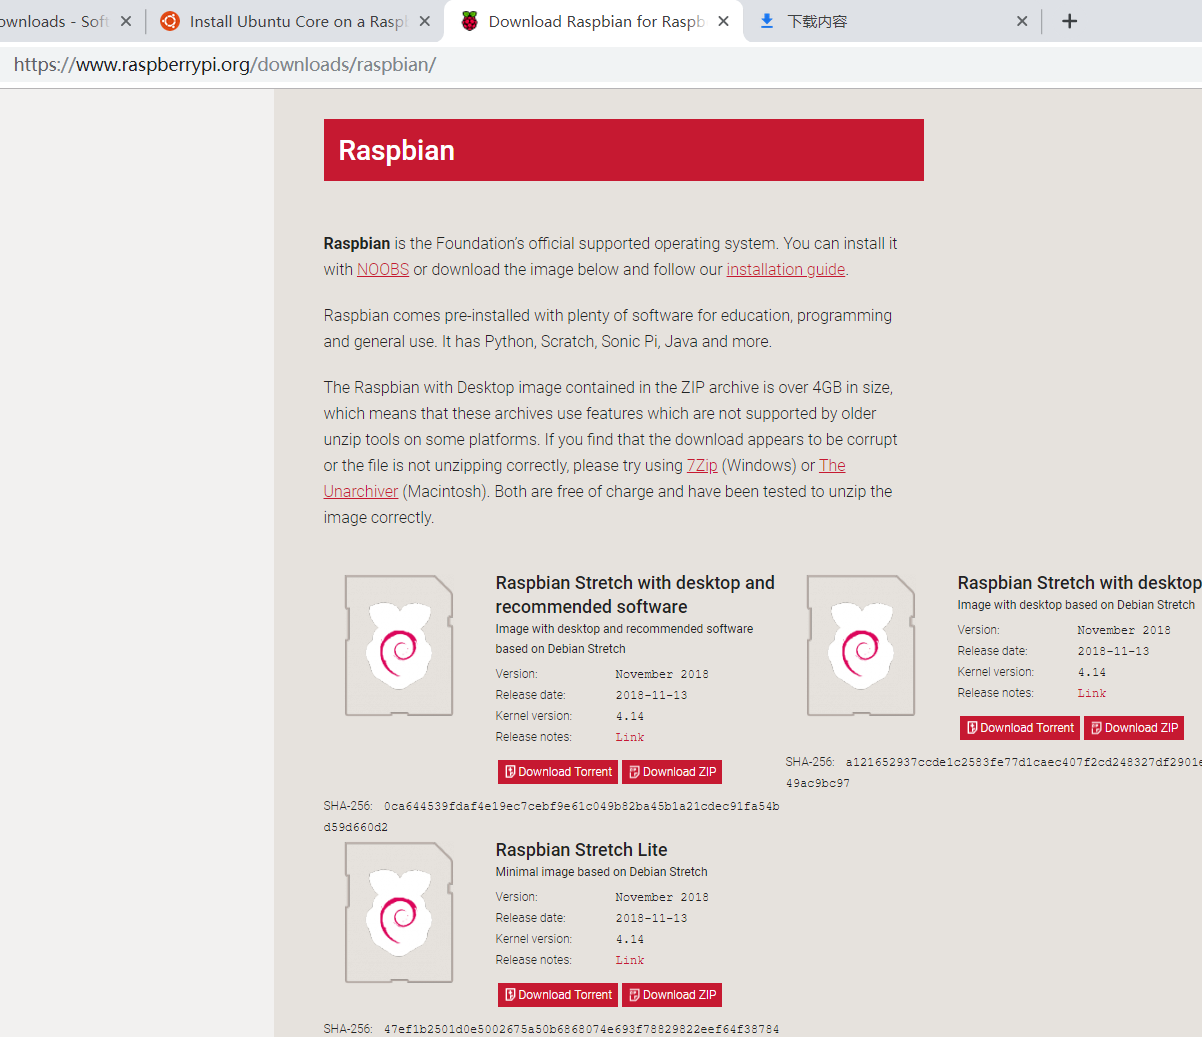 ownloads - Soft
Install Ubuntu Core on a Rasp
Download Raspbian for Raspb
下载内容
https://www.raspberrypi.org/downloads/raspbian/
Raspbian
Raspbian is the Foundation's official supported operating system. You can install it
with NOOBS or download the image below and follow our installation guide.
Raspbian comes pre-installed with plenty of software for education, programming
and general use. It has Python, Scratch, Sonic Pi, Java and more.
The Raspbian with Desktop image contained in the ZIP archive is over 4GB in size,
which means that these archives use features which are not supported by older
unzip tools on some platforms. If you find that the download appears to be corrupt
or the file is not unzipping correctly, please try using 7Zip (Windows) or The
Unarchiver (Macintosh). Both are free of charge and have been tested to unzip the
image correctly.
Raspbian Stretch with desktop and
recommended software
Image with desktop and recommended software
based on Debian Stretch
Version: November 2018
Release date: 2018-11-13
Kernel version: 4.14
Release notes: Link
Download Torrent Download ZIP
SHA-256: 0ca644539fdaf4e19ec7cebf9e61c049b82ba45b1a21cdec91fa54b
d59d660d2
Raspbian Stretch with desktop
Image with desktop based on Debian Stretch
Version: November 2018
Release date: 2018-11-13
Kernel version: 4.14
Release notes: Link
Download Torrent Download ZIP
SHA-256: a121652937ccde1c2583fe77d1caec407f2cd248327df2901e
49ac9bc97
Raspbian Stretch Lite
Minimal image based on Debian Stretch
Version: November 2018
Release date: 2018-11-13
Kernel version: 4.14
Release notes: Link
Download Torrent Download ZIP
SHA-256: 47ef1b2501d0e5002675a50b6868074e693f78829822eef64f38784